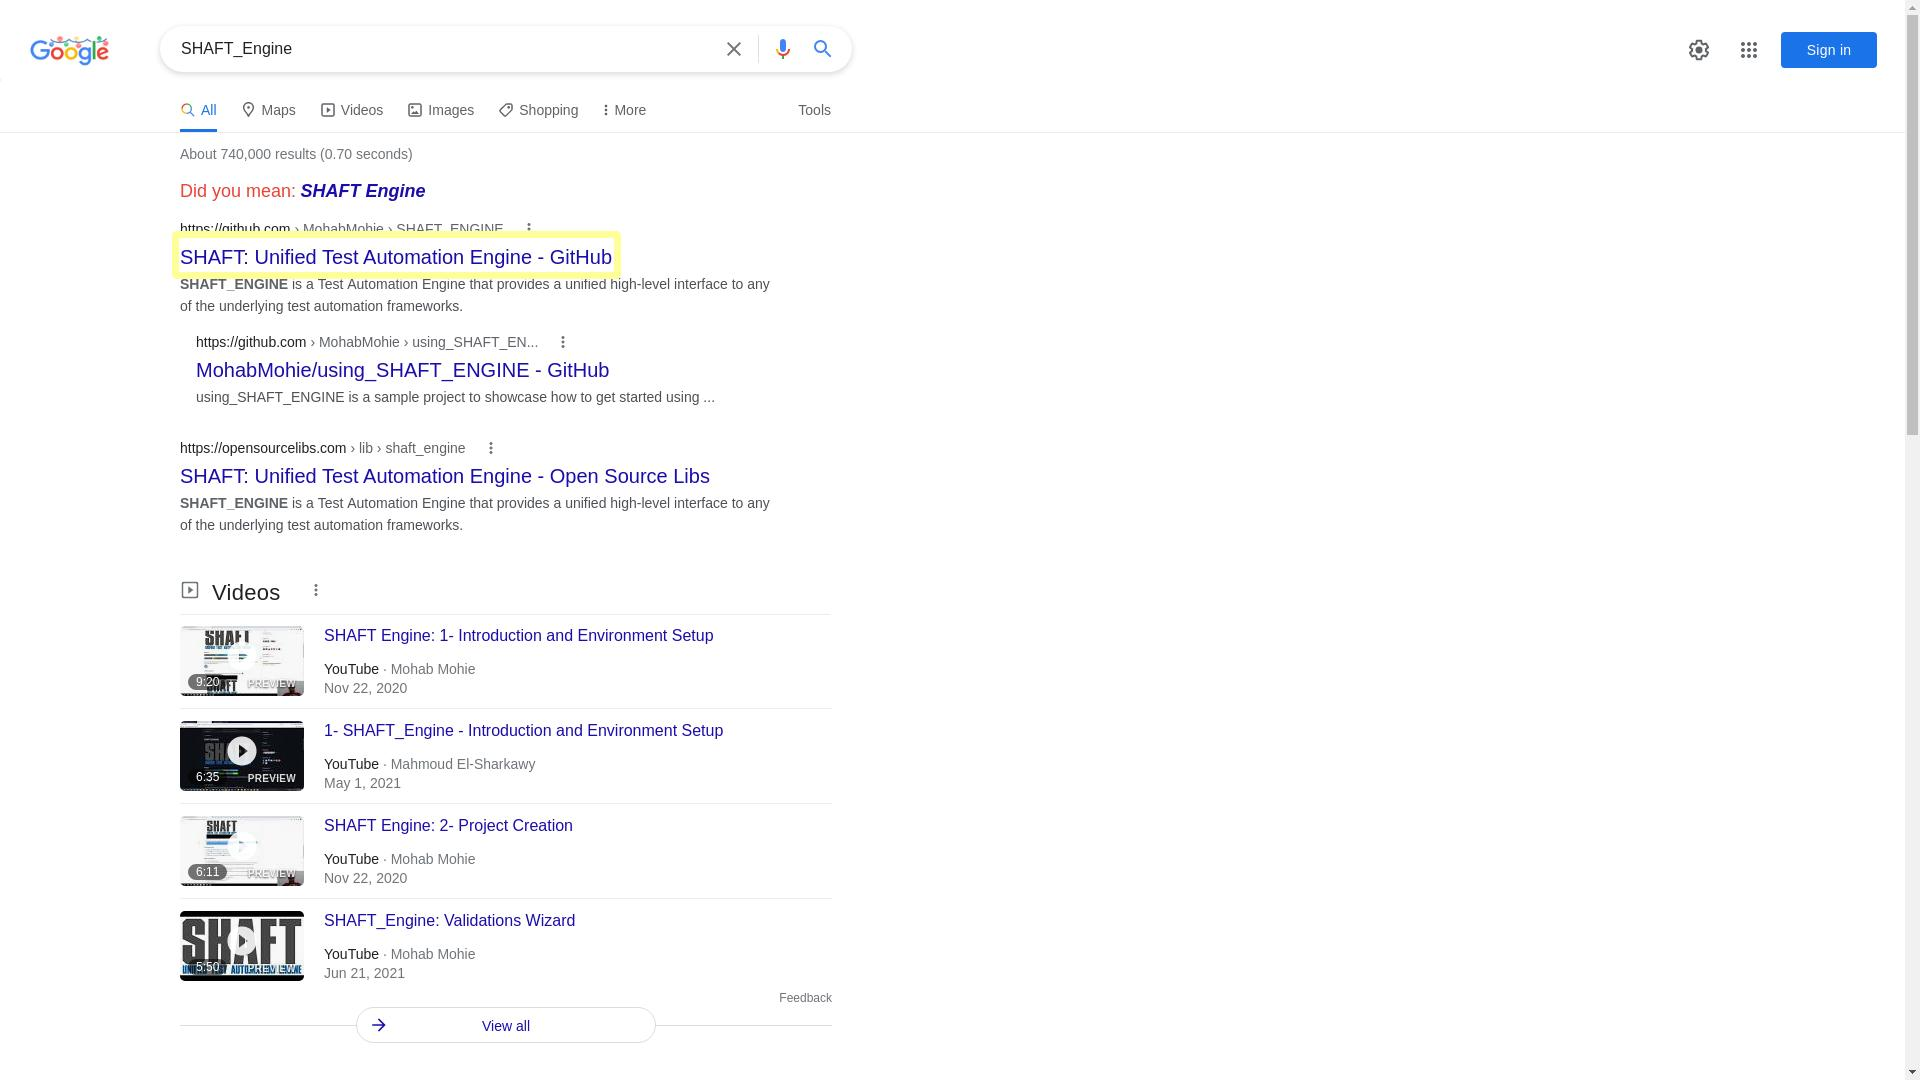 Google
SHAFT_Engine
Sign in
All
Maps
Videos
Images
Shopping
More
Tools
About 740,000 results (0.70 seconds)
Did you mean: SHAFT Engine
https://github.com › MohabMohie › SHAFT_ENGINE
SHAFT: Unified Test Automation Engine - GitHub
SHAFT_ENGINE is a Test Automation Engine that provides a unified high-level interface to any
of the underlying test automation frameworks.
https://github.com › MohabMohie › using_SHAFT_EN...
MohabMohie/using_SHAFT_ENGINE - GitHub
using_SHAFT_ENGINE is a sample project to showcase how to get started using ...
https://opensourcelibs.com › lib › shaft_engine
SHAFT: Unified Test Automation Engine - Open Source Libs
SHAFT_ENGINE is a Test Automation Engine that provides a unified high-level interface to any
of the underlying test automation frameworks.
Videos
SHAFT
9:20
PREVIEW
SHAFT Engine: 1- Introduction and Environment Setup
YouTube · Mohab Mohie
Nov 22, 2020
6:35
PREVIEW
1- SHAFT_Engine - Introduction and Environment Setup
YouTube · Mahmoud El-Sharkawy
May 1, 2021
SHAFT
6:11
PREVIEW
SHAFT Engine: 2- Project Creation
YouTube · Mohab Mohie
Nov 22, 2020
SHAFT
5:50
PREVIEW
SHAFT_Engine: Validations Wizard
YouTube · Mohab Mohie
Jun 21, 2021
Feedback
View all